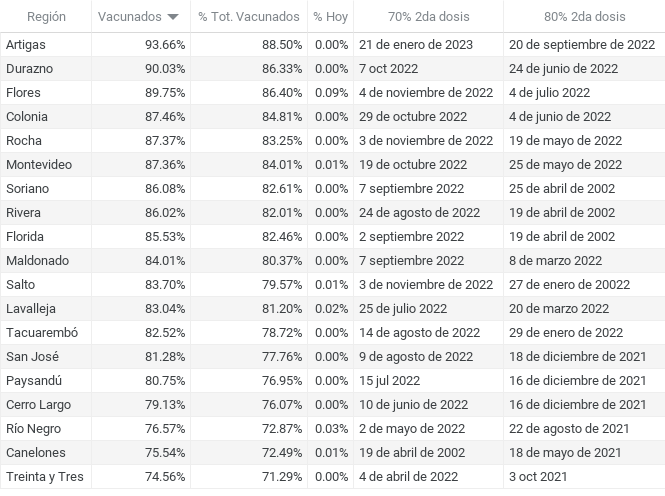 Región Vacunados % Tot. Vacunados % Hoy 70% 2da dosis 80% 2da dosis
Artigas 93.66% 88.50% 0.00% 21 de enero de 2023 20 de septiembre de 2022
Durazno 90.03% 86.33% 0.00% 7 oct 2022 24 de junio de 2022
Flores 89.75% 86.40% 0.09% 4 de noviembre de 2022 4 de julio 2022
Colonia 87.46% 84.81% 0.00% 29 de octubre 2022 4 de junio de 2022
Rocha 87.37% 83.25% 0.00% 3 de noviembre de 2022 19 de mayo de 2022
Montevideo 87.36% 84.01% 0.01% 19 de octubre 2022 25 de mayo de 2022
Soriano 86.08% 82.61% 0.00% 7 septiembre 2022 25 de abril de 2002
Rivera 86.02% 82.01% 0.00% 24 de agosto de 2022 19 de abril de 2002
Florida 85.53% 82.46% 0.00% 2 septiembre 2022 19 de abril de 2002
Maldonado 84.01% 80.37% 0.00% 7 septiembre 2022 8 de marzo 2022
Salto 83.70% 79.57% 0.01% 3 de noviembre de 2022 27 de enero de 20022
Lavalleja 83.04% 81.20% 0.02% 25 de julio 2022 20 de marzo 2022
Tacuarembó 82.52% 78.72% 0.00% 14 de agosto de 2022 29 de enero de 2022
San José 81.28% 77.76% 0.00% 9 de agosto de 2022 18 de diciembre de 2021
Paysandú 80.75% 76.95% 0.00% 15 jul 2022 16 de diciembre de 2021
Cerro Largo 79.13% 76.07% 0.00% 10 de junio de 2022 16 de diciembre de 2021
Río Negro 76.57% 72.87% 0.03% 2 de mayo de 2022 22 de agosto de 2021
Canelones 75.54% 72.49% 0.01% 19 de abril de 2002 18 de mayo de 2021
Treinta y Tres 74.56% 71.29% 0.00% 4 de abril de 2022 3 oct 2021